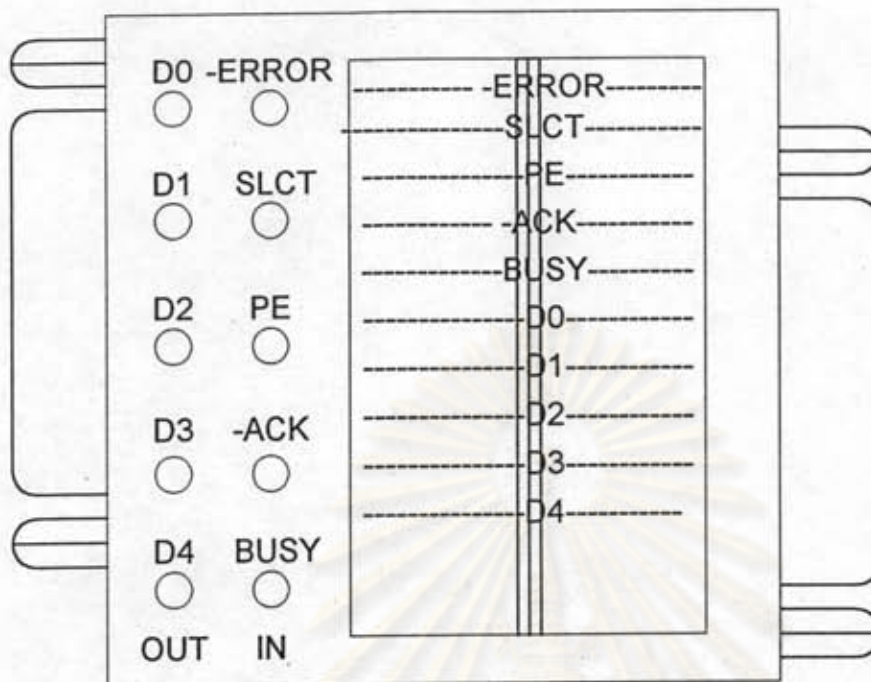 D0 -ERROR
D1 SLCT
D2 PE
D3 -ACK
D4 BUSY
OUT IN
-ERROR
SLCT
PE
-ACK
BUSY
D0
D1
D2
D3
D4